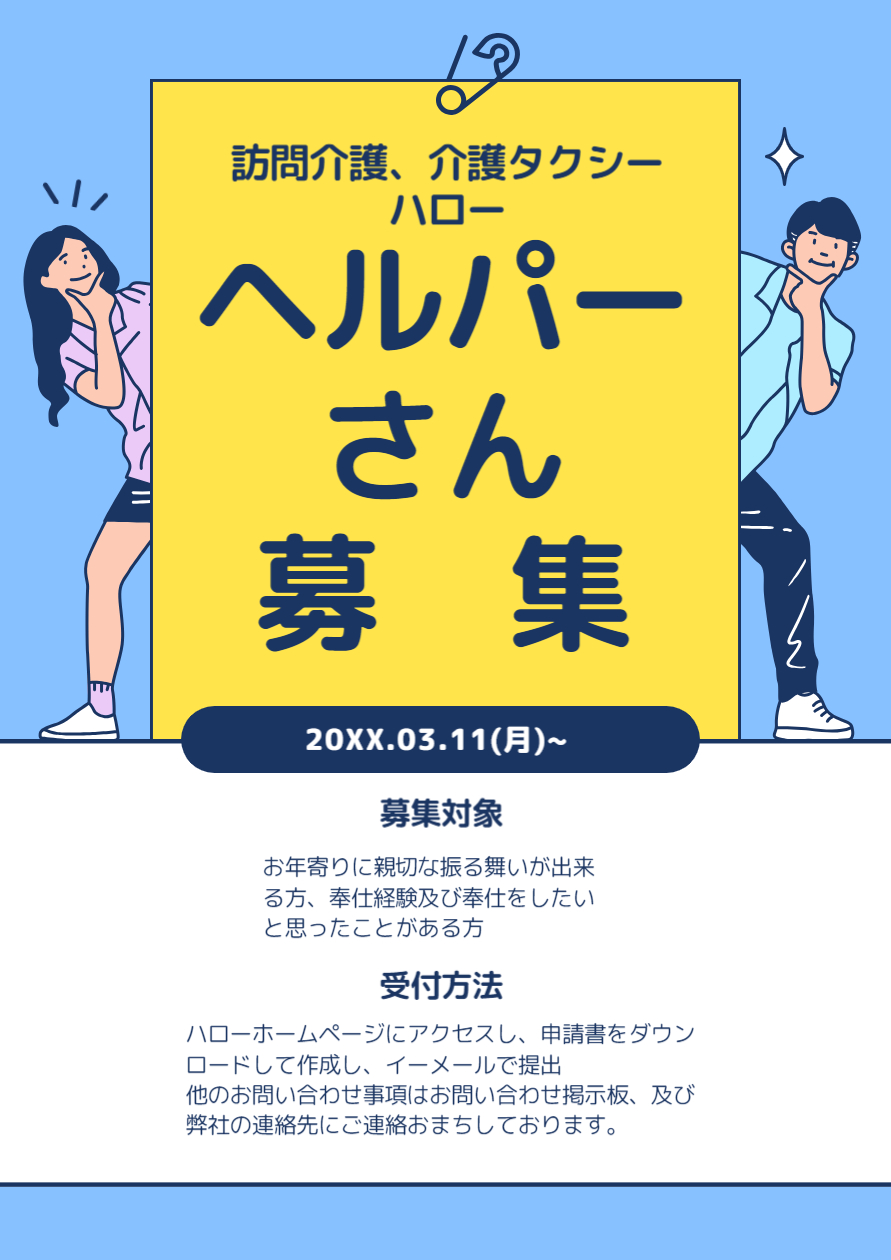 訪問介護、介護タクシー
ハロー
ヘルパー
さん
募　集
20XX.03.11(月)~
募集対象
お年寄りに親切な振る舞いが出来
る方、奉仕経験及び奉仕をしたい
と思ったことがある方
受付方法
ハローホームページにアクセスし、申請書をダウン
ロードして作成し、イーメールで提出
他のお問い合わせ事項はお問い合わせ掲示板、及び
弊社の連絡先にご連絡おまちしております。